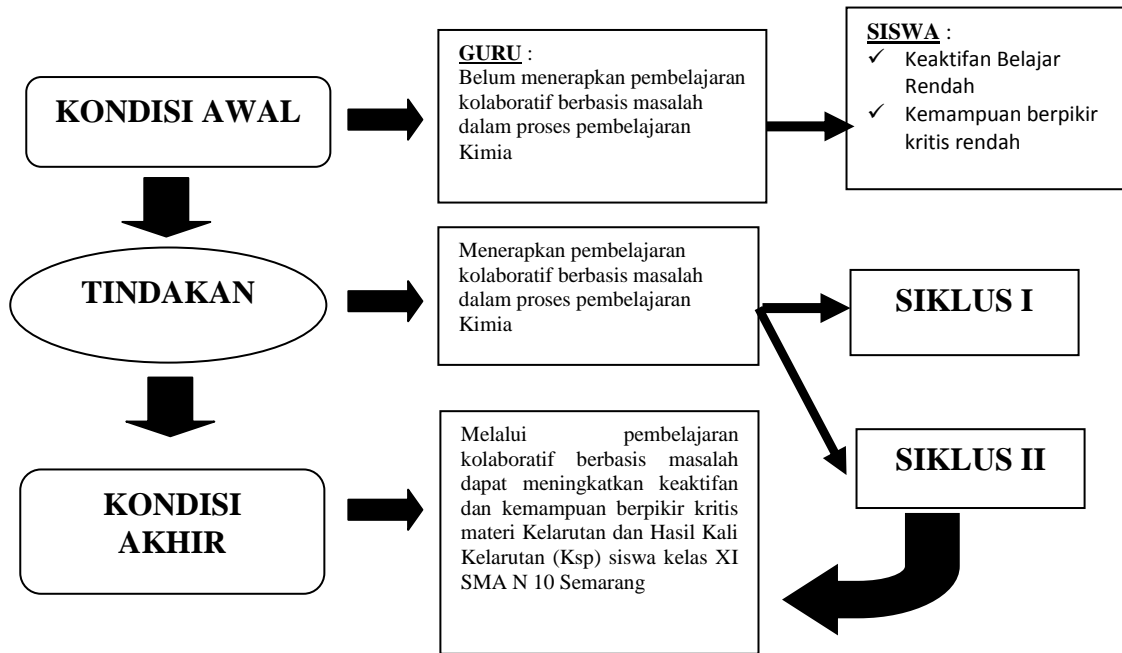 KONDISI AWAL
GURU :
Belum menerapkan pembelajaran
kolaboratif berbasis masalah
dalam proses pembelajaran
Kimia
SISWA :
✓ Keaktifan Belajar
Rendah
✓ Kemampuan berpikir
kritis rendah
TINDAKAN
Menerapkan pembelajaran
kolaboratif berbasis masalah
dalam proses pembelajaran
Kimia
SIKLUS I
SIKLUS II
KONDISI
AKHIR
Melalui pembelajaran
kolaboratif berbasis masalah
dapat meningkatkan keaktifan
dan kemampuan berpikir kritis
materi Kelarutan dan Hasil Kali
Kelarutan (Ksp) siswa kelas XI
SMA N 10 Semarang